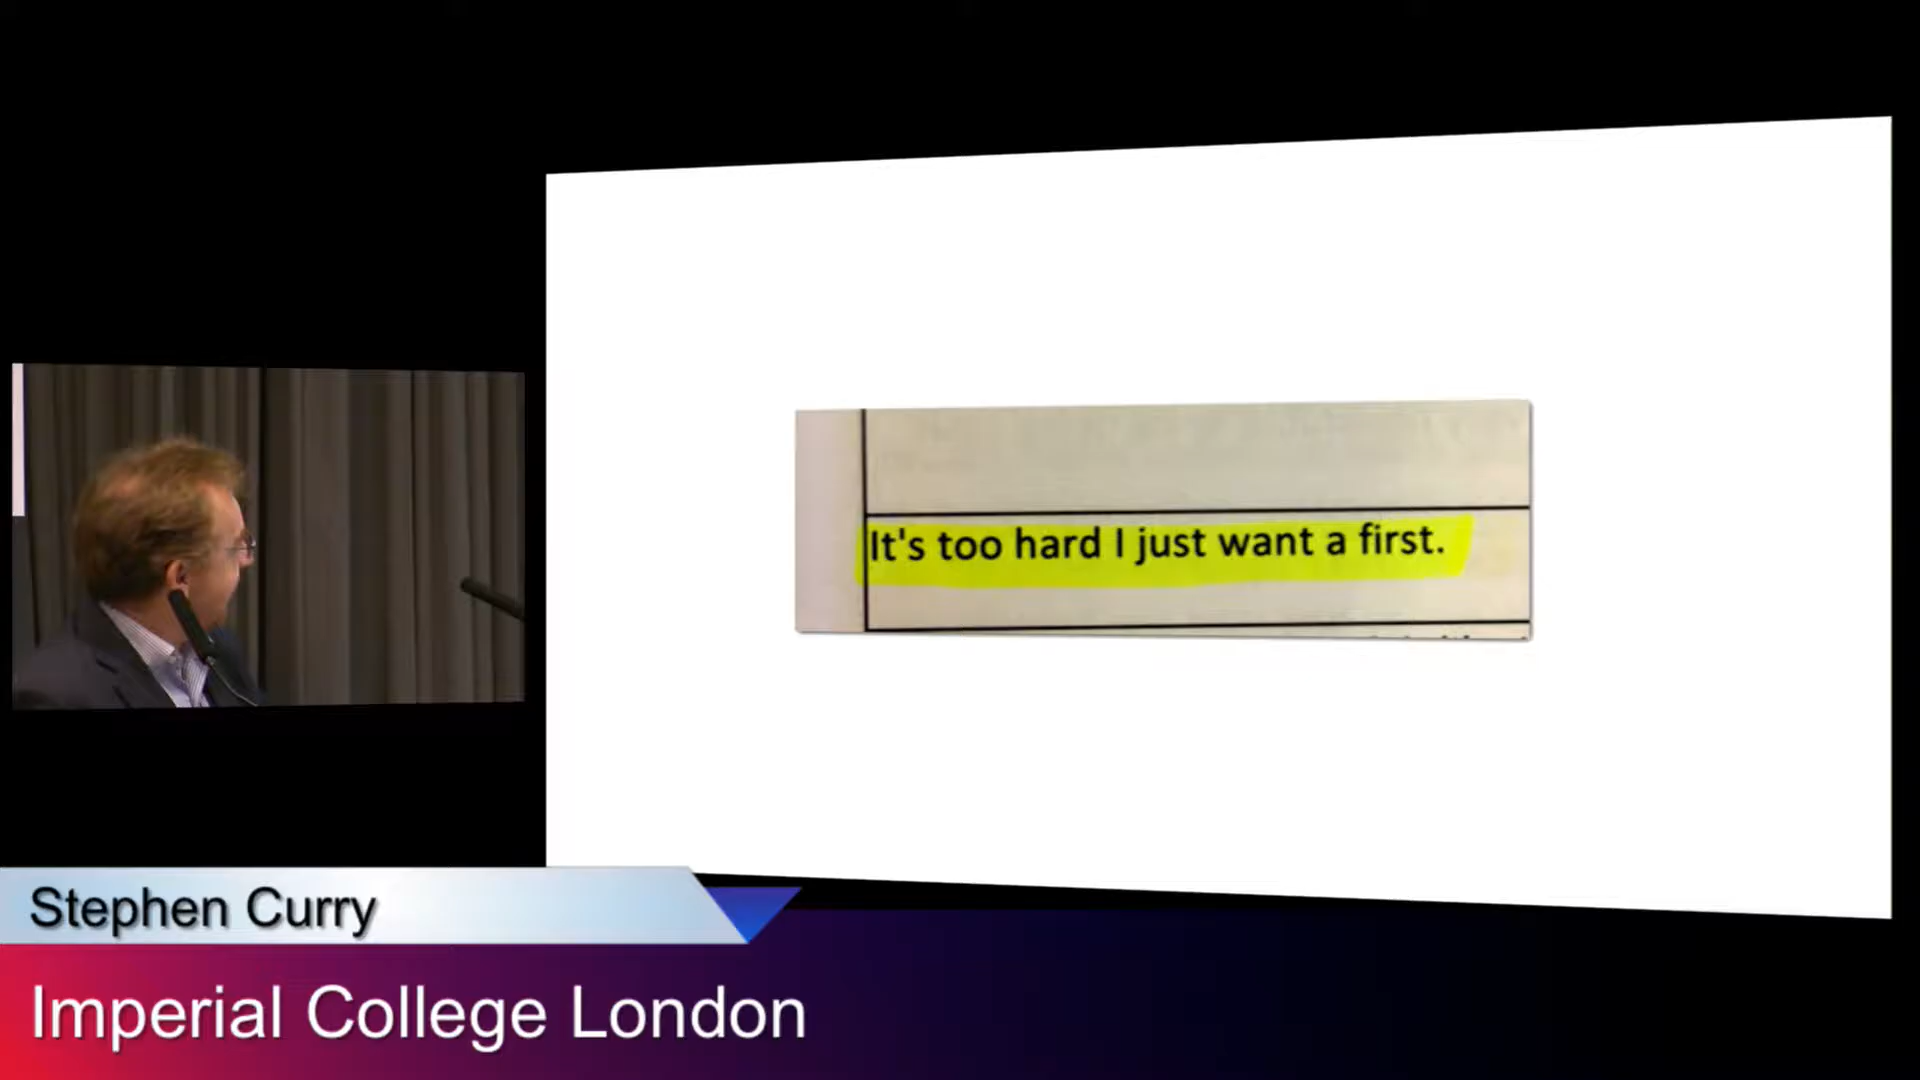 It's too hard I just want a first.
Stephen Curry
Imperial College London